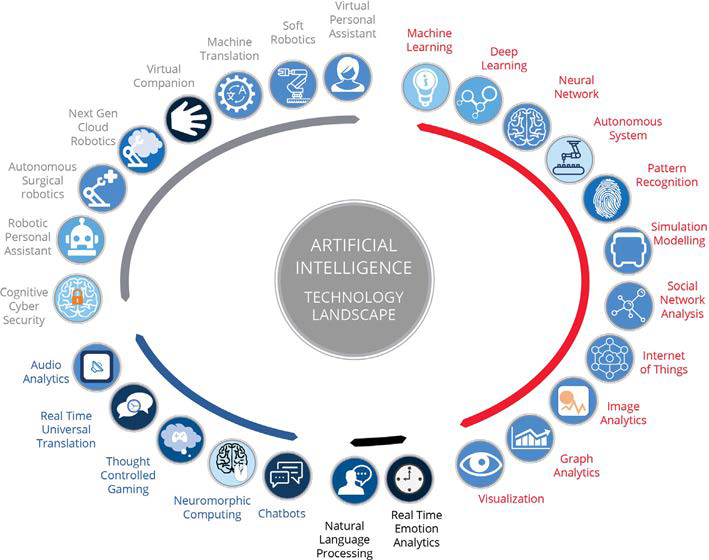 Virtual
Personal
Assistant
Soft
Robotics
Machine
Translation
Virtual
Companion
Next Gen
Cloud
Robotics
Autonomous
Surgical
robotics
Robotic
Personal
Assistant
Cognitive
Cyber
Security
Machine
Learning
Deep
Learning
Neural
Network
Autonomous
System
Pattern
Recognition
Simulation
Modelling
Social
Network
Analysis
Internet
of Things
Image
Analytics
Graph
Analytics
Visualization
ARTIFICIAL
INTELLIGENCE
TECHNOLOGY
LANDSCAPE
Audio
Analytics
Real Time
Universal
Translation
Thought
Controlled
Gaming
Neuromorphic
Computing
Chatbots
Natural
Language
Processing
Real Time
Emotion
Analytics